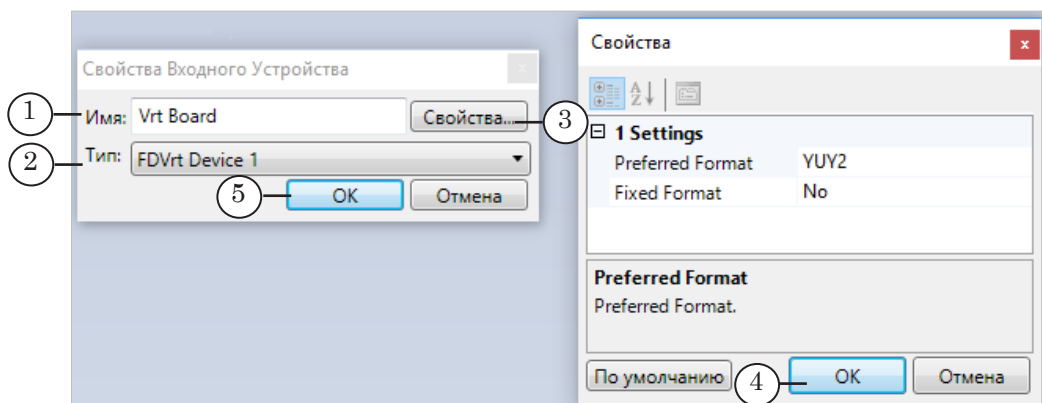 Свойства Входного Устройства
x
1
Имя:
Vrt Board
Свойства...
3
2
Тип:
FDVrt Device 1
5
OK
Отмена
Свойства
x
A
Z
1 Settings
Preferred Format
YUY2
Fixed Format
No
Preferred Format
Preferred Format.
По умолчанию
4
OK
Отмена